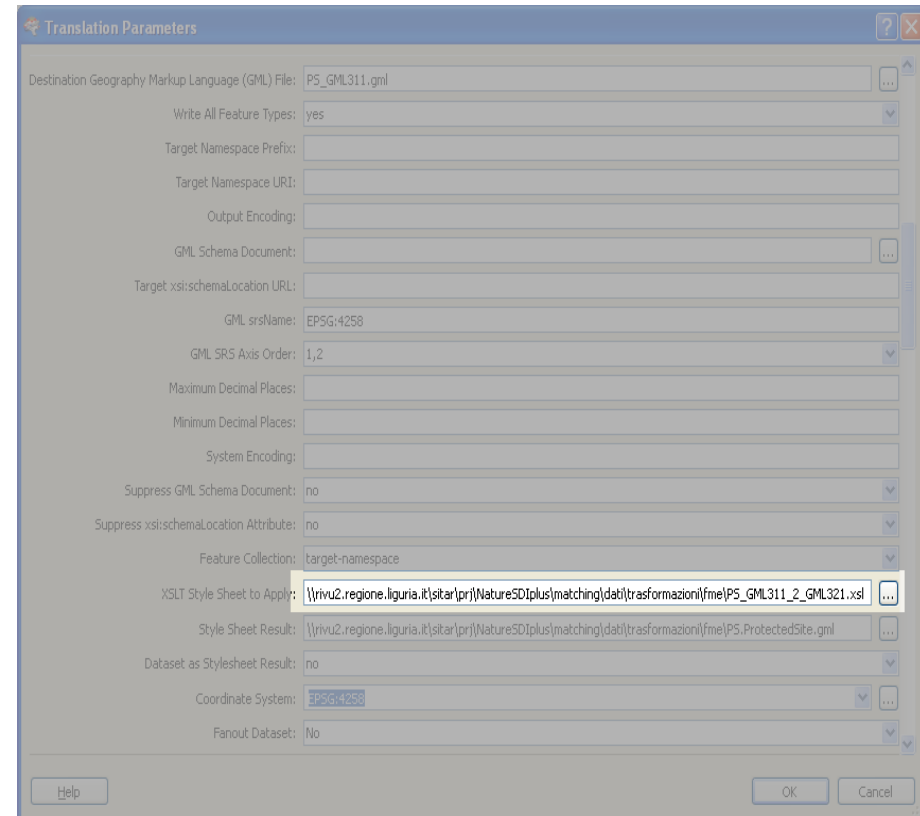 Translation Parameters
Destination Geography Markup Language (GML) File: PS_GML311.gml ...
Write All Feature Types: yes
Target Namespace Prefix:
Target Namespace URI:
Output Encoding:
GML Schema Document: ...
Target xsi:schemaLocation URL:
GML srsName: EPSG:4258
GML SRS Axis Order: 1,2
Maximum Decimal Places:
Minimum Decimal Places:
System Encoding:
Suppress GML Schema Document: no
Suppress xsi:schemaLocation Attribute: no
Feature Collection: target-namespace
XSLT Style Sheet to Apply: \\rivu2.regione.liguria.it\sitar\prj\NatureSDIplus\matching\dati\trasformazioni\fme\PS_GML311_2_GML321.xsl ...
Style Sheet Result: \\rivu2.regione.liguria.it\sitar\prj\NatureSDIplus\matching\dati\trasformazioni\fme\PS.ProtectedSite.gml ...
Dataset as Stylesheet Result: no
Coordinate System: EPSG:4258 ...
Fanout Dataset: No
Help OK Cancel